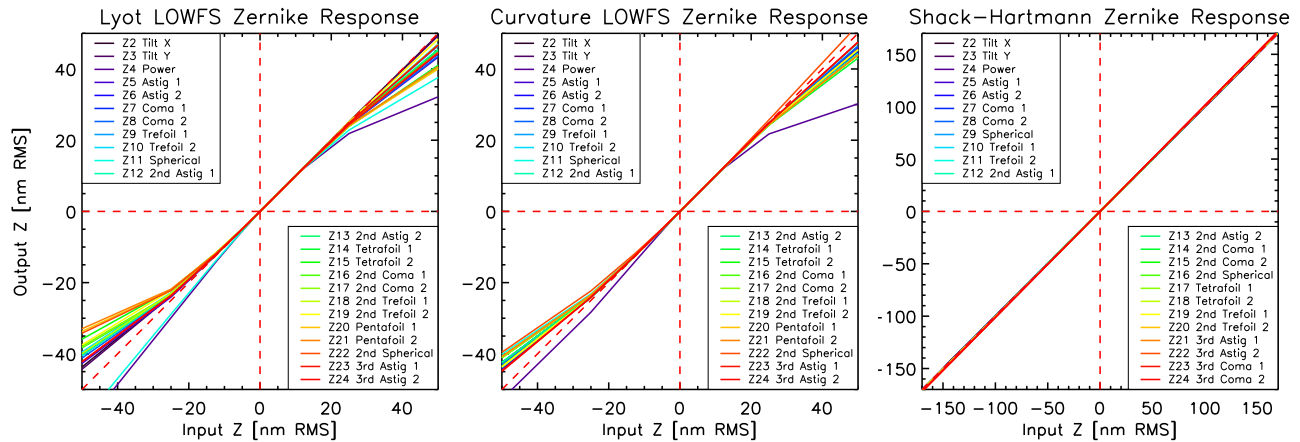 Lyot LOWFS Zernike Response
Z2 Tilt X
Z3 Tilt Y
Z4 Power
Z5 Astig 1
Z6 Astig 2
Z7 Coma 1
Z8 Coma 2
Z9 Trefoil 1
Z10 Trefoil 2
Z11 Spherical
Z12 2nd Astig 1
Z13 2nd Astig 2
Z14 Tetrafoil 1
Z15 Tetrafoil 2
Z16 2nd Coma 1
Z17 2nd Coma 2
Z18 2nd Trefoil 1
Z19 2nd Trefoil 2
Z20 Pentafoil 1
Z21 Pentafoil 2
Z22 2nd Spherical
Z23 3rd Astig 1
Z24 3rd Astig 2
Output Z [nm RMS]
40
20
0
−20
−40
−40 −20 0 20 40
Input Z [nm RMS]
Curvature LOWFS Zernike Response
Z2 Tilt X
Z3 Tilt Y
Z4 Power
Z5 Astig 1
Z6 Astig 2
Z7 Coma 1
Z8 Coma 2
Z9 Trefoil 1
Z10 Trefoil 2
Z11 Spherical
Z12 2nd Astig 1
Z13 2nd Astig 2
Z14 Tetrafoil 1
Z15 Tetrafoil 2
Z16 2nd Coma 1
Z17 2nd Coma 2
Z18 2nd Trefoil 1
Z19 2nd Trefoil 2
Z20 Pentafoil 1
Z21 Pentafoil 2
Z22 2nd Spherical
Z23 3rd Astig 1
Z24 3rd Astig 2
40
20
0
−20
−40
−40 −20 0 20 40
Input Z [nm RMS]
Shack−Hartmann Zernike Response
Z2 Tilt X
Z3 Tilt Y
Z4 Power
Z5 Astig 1
Z6 Astig 2
Z7 Coma 1
Z8 Coma 2
Z9 Spherical
Z10 Trefoil 1
Z11 Trefoil 2
Z12 2nd Astig 1
Z13 2nd Astig 2
Z14 2nd Coma 1
Z15 2nd Coma 2
Z16 2nd Spherical
Z17 Tetrafoil 1
Z18 Tetrafoil 2
Z19 2nd Trefoil 1
Z20 2nd Trefoil 2
Z21 3rd Astig 1
Z22 3rd Astig 2
Z23 3rd Coma 1
Z24 3rd Coma 2
150
100
50
0
−50
−100
−150
−150 −100 −50 0 50 100 150
Input Z [nm RMS]